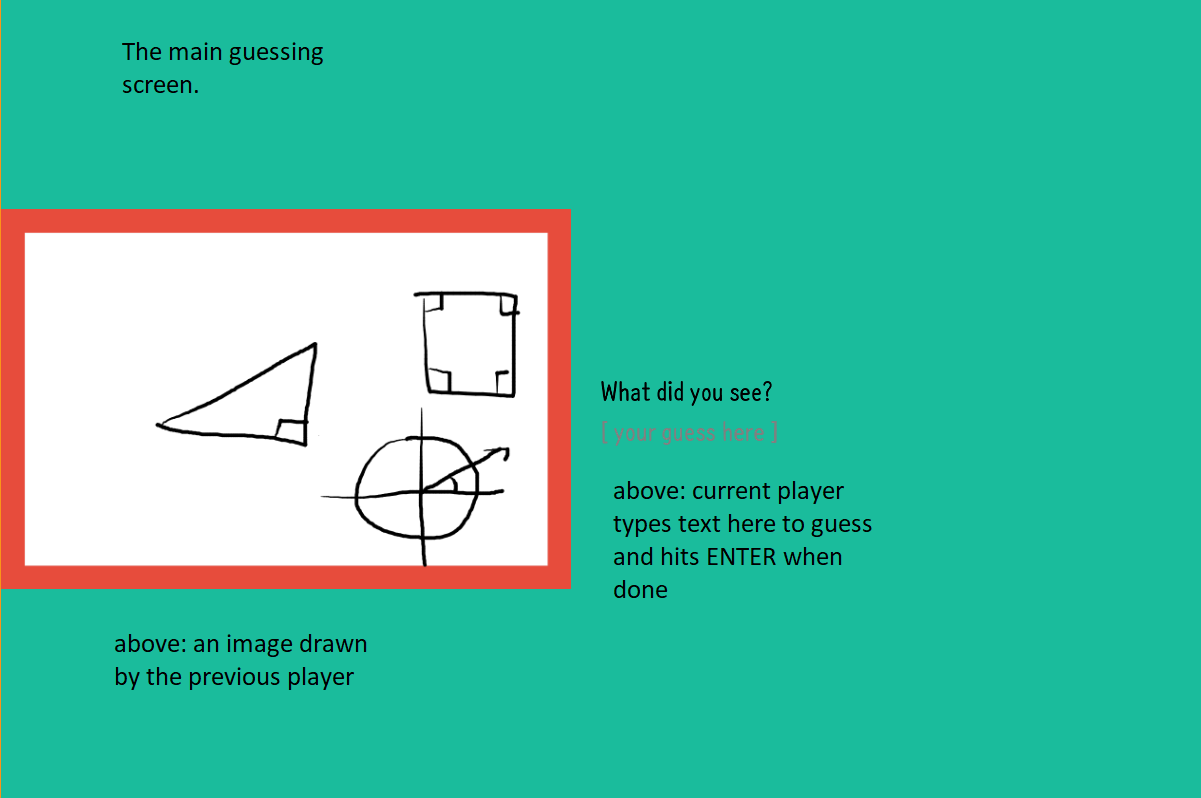 The main guessing
screen.
What did you see?
[ your guess here ]
above: current player
types text here to guess
and hits ENTER when
done
above: an image drawn
by the previous player